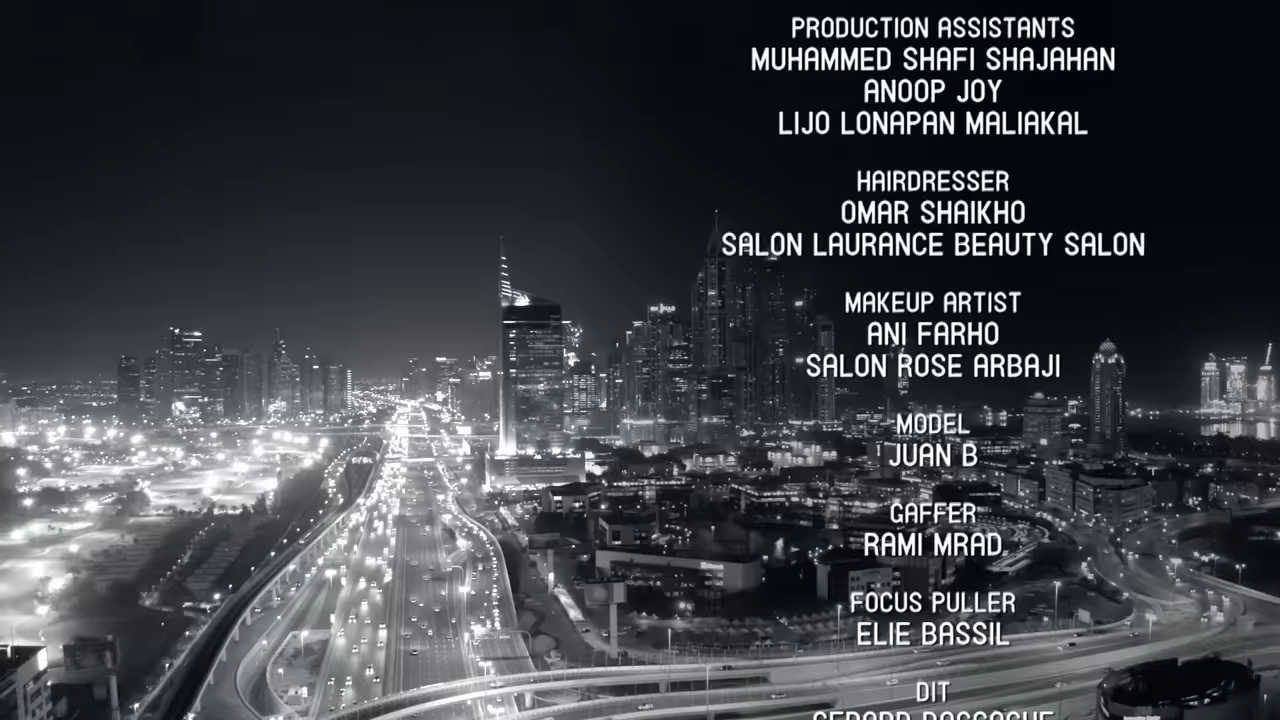 PRODUCTION ASSISTANTS
MUHAMMED SHAFI SHAJAHAN
ANOOP JOY
LIJO LONAPAN MALIAKAL
HAIRDRESSER
OMAR SHAIKHO
SALON LAURANCE BEAUTY SALON
MAKEUP ARTIST
ANI FARHO
SALON ROSE ARBAJI
MODEL
JUAN B
GAFFER
RAMI MRAD
FOCUS PULLER
ELIE BASSIL
DIT